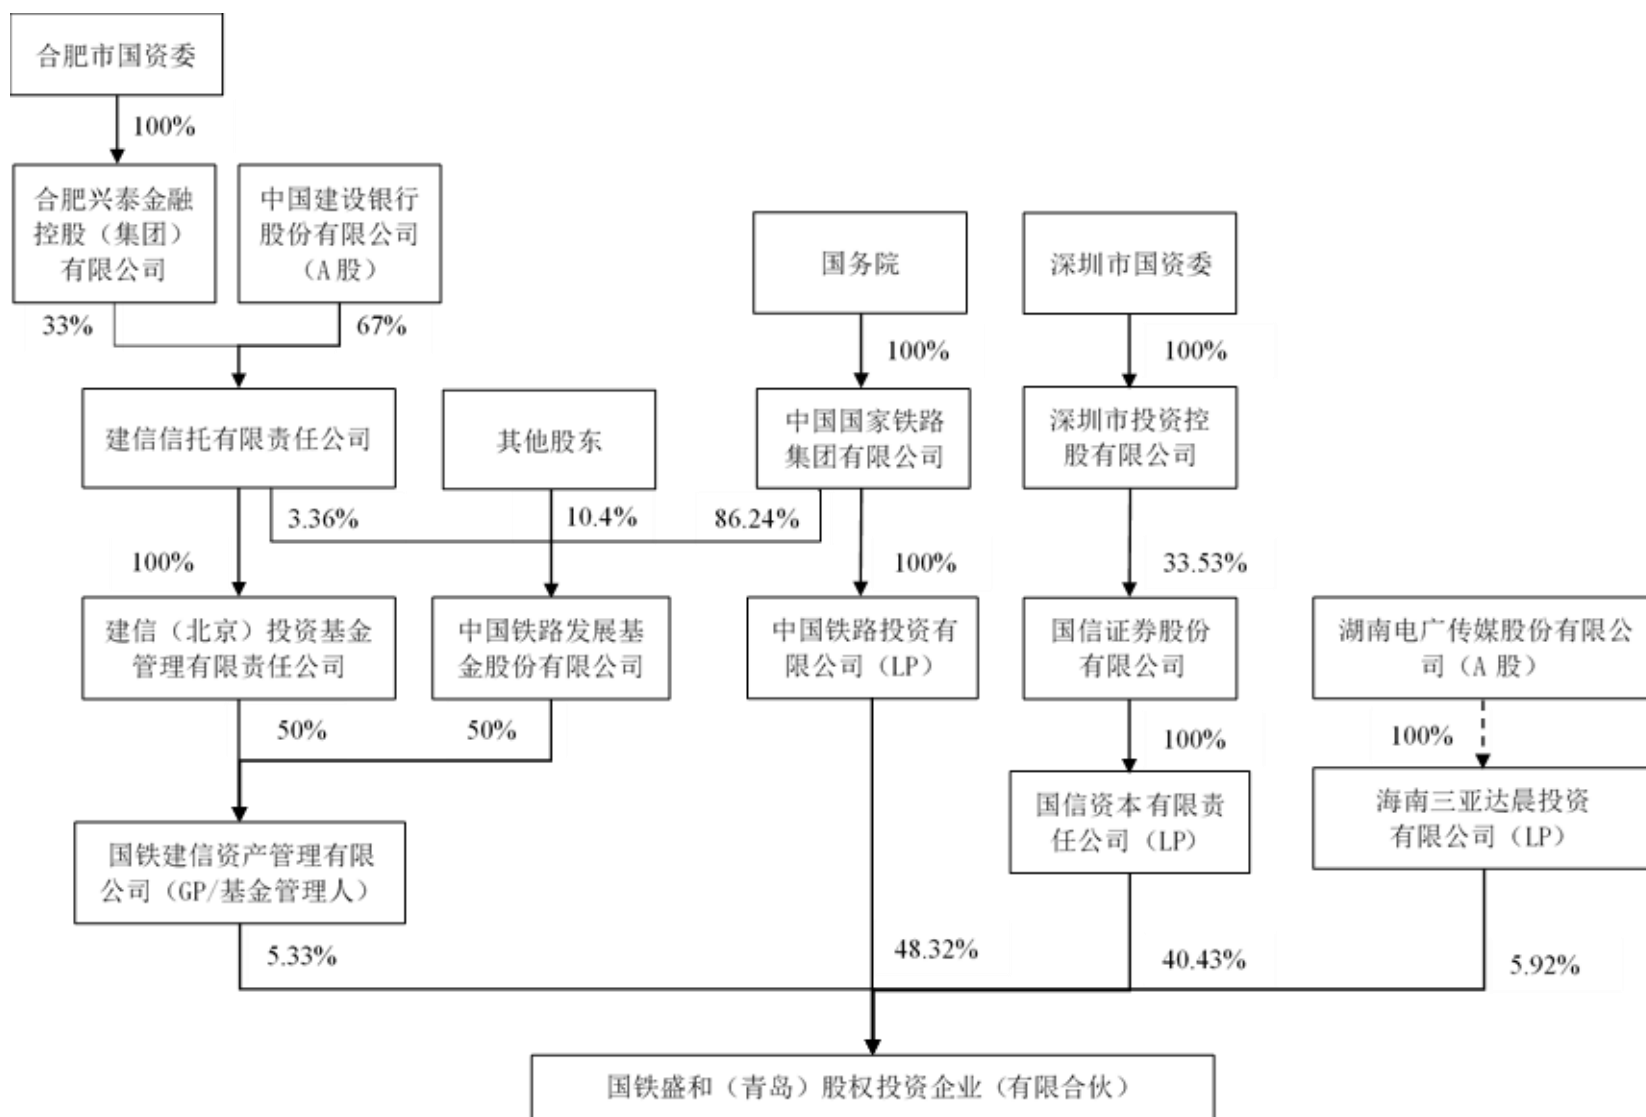 合肥市国资委
100%
合肥兴泰金融
控股（集团）
有限公司
中国建设银行
股份有限公司
（A股）
国务院
深圳市国资委
33%
67%
100%
100%
建信信托有限责任公司
其他股东
中国国家铁路
集团有限公司
深圳市投资控
股有限公司
3.36%
10.4%
86.24%
100%
100%
33.53%
建信（北京）投资基金
管理有限责任公司
中国铁路发展基
金股份有限公司
中国铁路投资有
限公司（LP）
国信证券股份
有限公司
湖南电广传媒股份有限公
司（A 股）
50%
50%
100%
100%
国信资本有限责
任公司（LP）
海南三亚达晨投资
有限公司（LP）
国铁建信资产管理有限
公司（GP/基金管理人）
5.33%
48.32%
40.43%
5.92%
国铁盛和（青岛）股权投资企业（有限合伙）